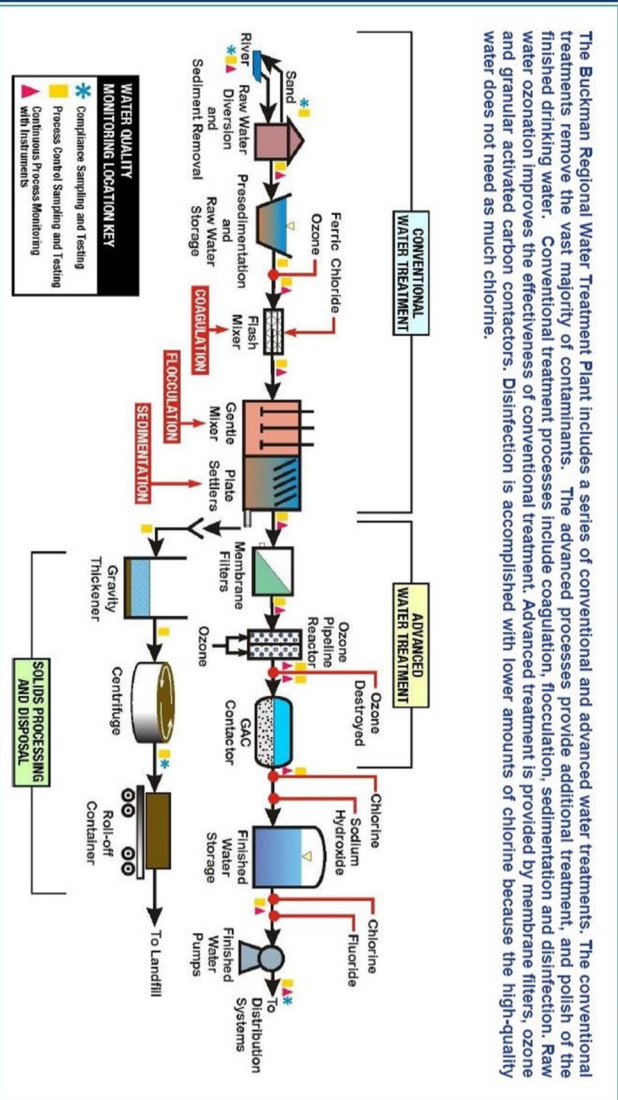 The Buckman Regional Water Treatment Plant includes a series of conventional and advanced water treatments. The conventional
treatments remove the vast majority of contaminants. The advanced processes provide additional treatment, and polish of the
finished drinking water. Conventional treatment processes include coagulation, flocculation, sedimentation and disinfection. Raw
water ozonation improves the effectiveness of conventional treatment. Advanced treatment is provided by membrane filters, ozone
and granular activated carbon contactors. Disinfection is accomplished with lower amounts of chlorine because the high-quality
water does not need as much chlorine.
CONVENTIONAL
WATER TREATMENT
ADVANCED
WATER TREATMENT
Sand
River
Raw Water
Diversion
and
Sediment Removal
Presedimentation
and
Raw Water
Storage
Ferric Chloride
Ozone
Flash
Mixer
COAGULATION
Gentle
Mixer
FLOCCULATION
Plate
Settlers
SEDIMENTATION
Membrane
Filters
Ozone
Pipeline
Reactor
Ozone
Ozone
Destroyed
GAC
Contactor
Chlorine
Sodium
Hydroxide
Finished
Water
Storage
Chlorine
Fluoride
Finished
Water
Pumps
To
Distribution
Systems
Gravity
Thickener
Centrifuge
Roll-off
Container
To Landfill
SOLIDS PROCESSING
AND DISPOSAL
WATER QUALITY
MONITORING LOCATION KEY
Compliance Sampling and Testing
Process Control Sampling and Testing
Continuous Process Monitoring
with Instruments